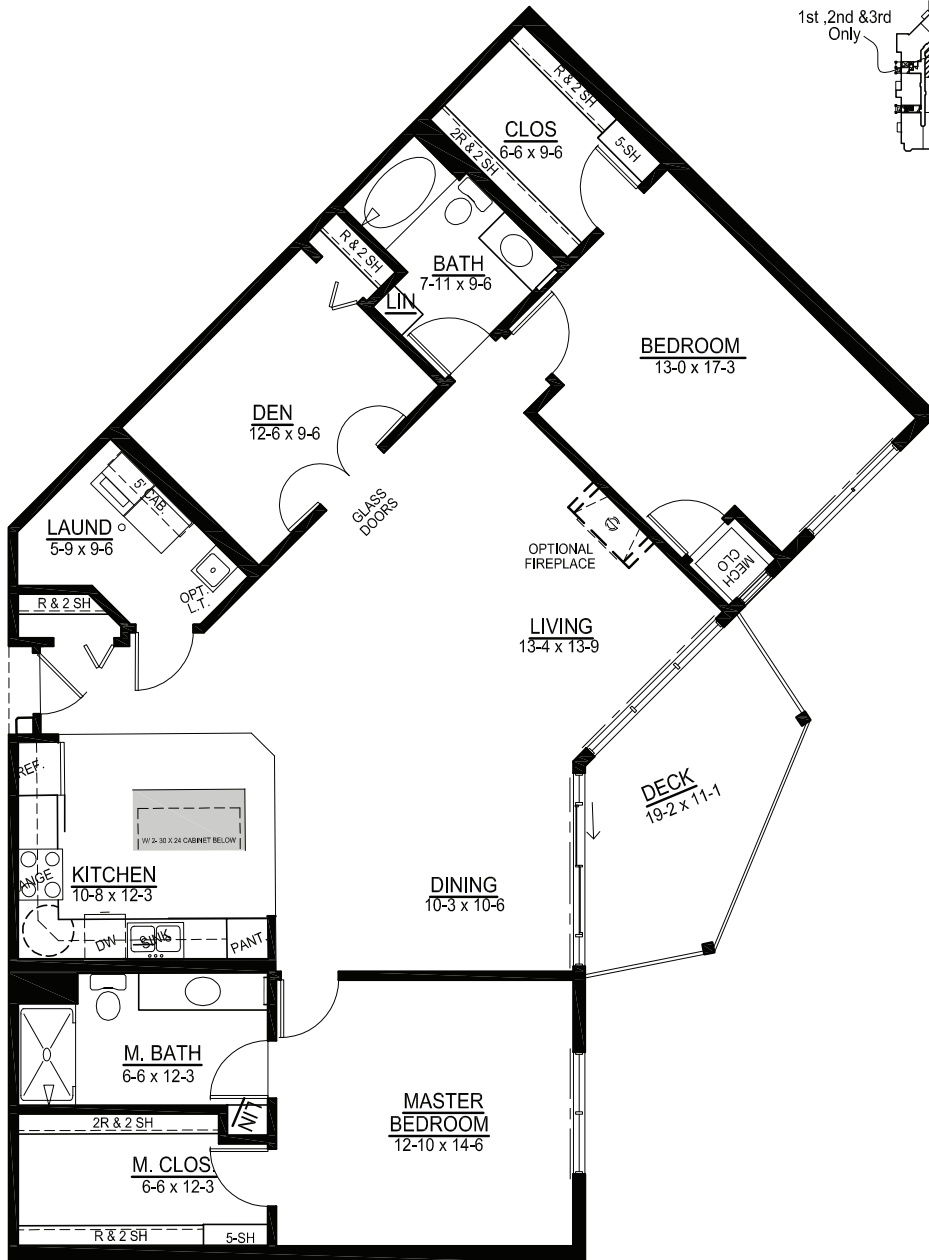 1st ,2nd &3rd
Only
R & 2 SH
CLOS
6-6 x 9-6
5-SH
2R & 2 SH
R & 2 SH
BATH
7-11 x 9-6
LIN
BEDROOM
13-0 x 17-3
DEN
12-6 x 9-6
GLASS
DOORS
5' CAB.
LAUND
5-9 x 9-6
OPT.
L.T.
OPTIONAL
FIREPLACE
MECH
CLO
R & 2 SH
LIVING
13-4 x 13-9
REF.
DECK
19-2 x 11-1
W/ 2- 30 X 24 CABINET BELOW
RANGE
KITCHEN
10-8 x 12-3
DINING
10-3 x 10-6
DW
SINK
PANT.
M. BATH
6-6 x 12-3
LIN
MASTER
BEDROOM
12-10 x 14-6
2R & 2 SH
M. CLOS.
6-6 x 12-3
R & 2 SH
5-SH